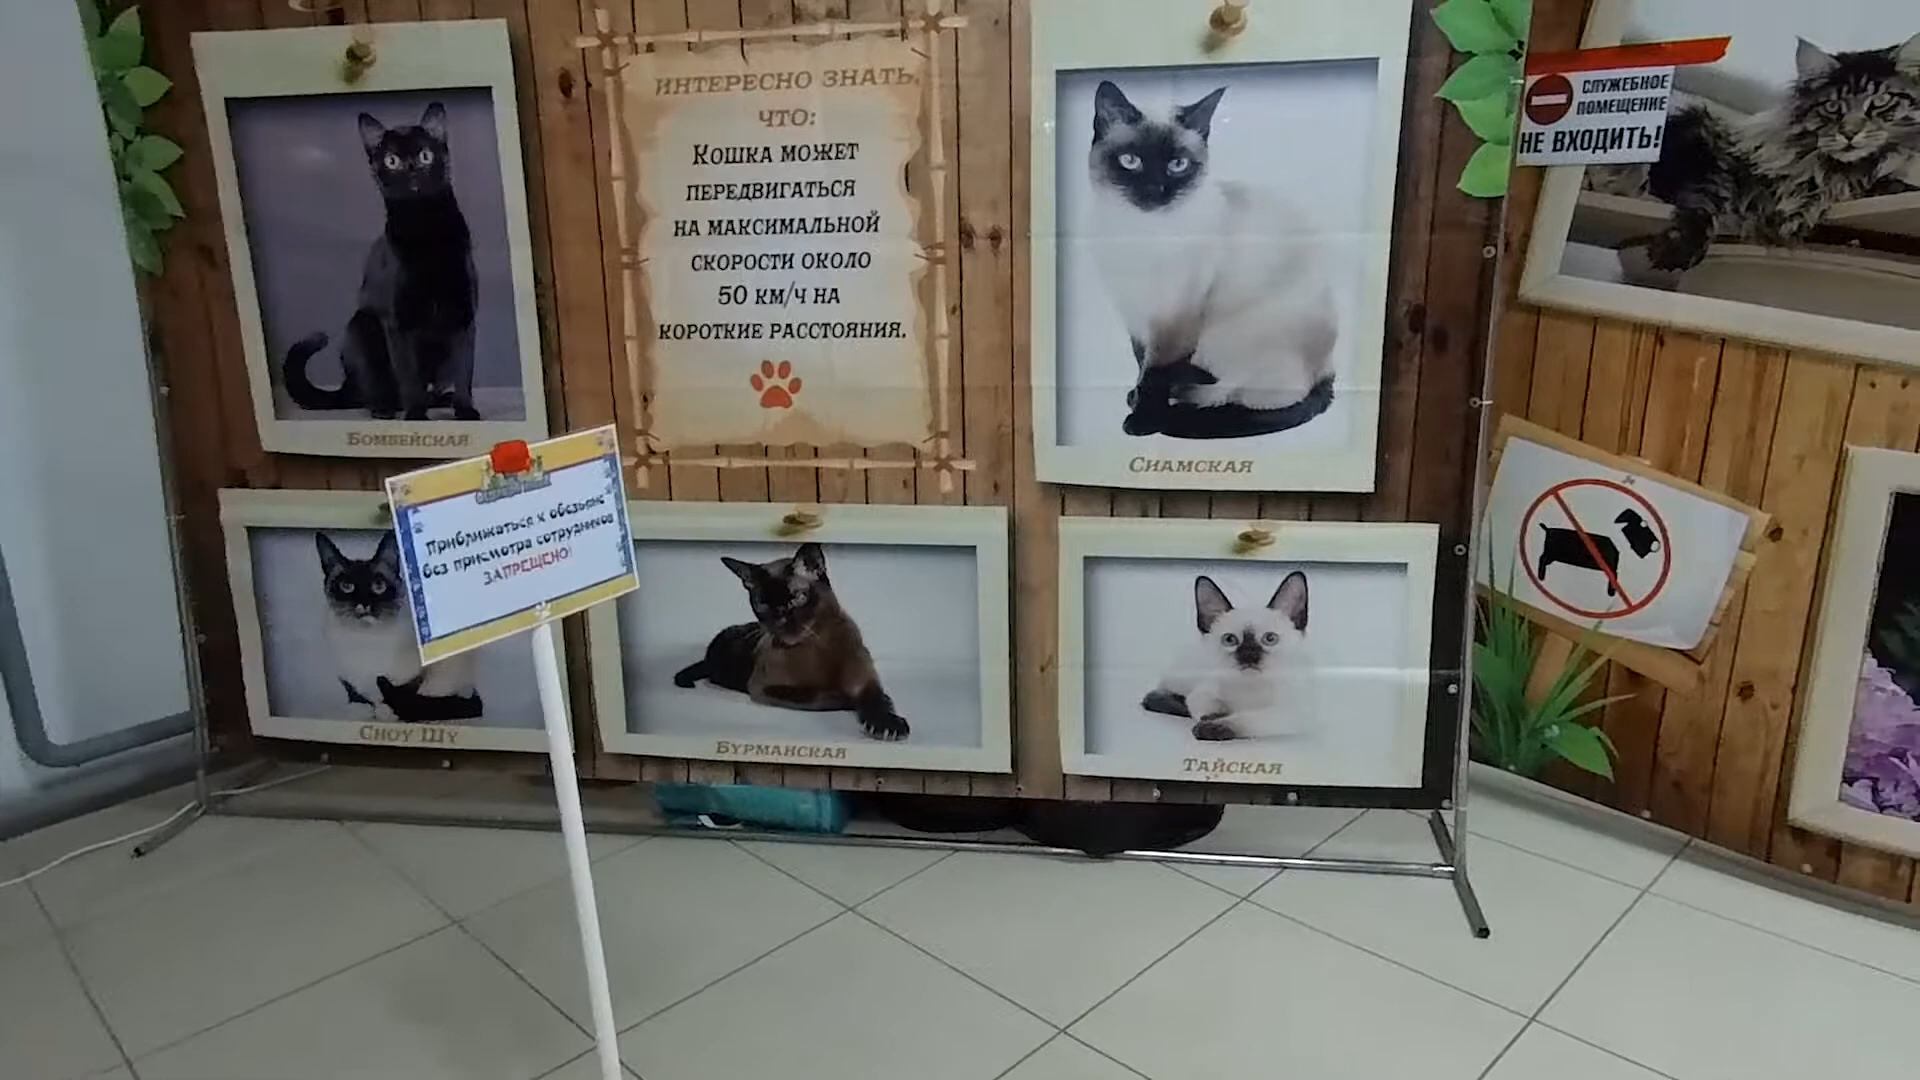 ИНТЕРЕСНО ЗНАТЬ,
ЧТО:
КОШКА МОЖЕТ
ПЕРЕДВИГАТЬСЯ
НА МАКСИМАЛЬНОЙ
СКОРОСТИ ОКОЛО
50 КМ/Ч НА
КОРОТКИЕ РАССТОЯНИЯ.
СЛУЖЕБНОЕ
ПОМЕЩЕНИЕ
НЕ ВХОДИТЬ!
БОМБЕЙСКАЯ
СИАМСКАЯ
Приближаться к обезьяне
без присмотра сотрудников
ЗАПРЕЩЕНО!
СНОУ ШУ
БУРМАНСКАЯ
ТАЙСКАЯ